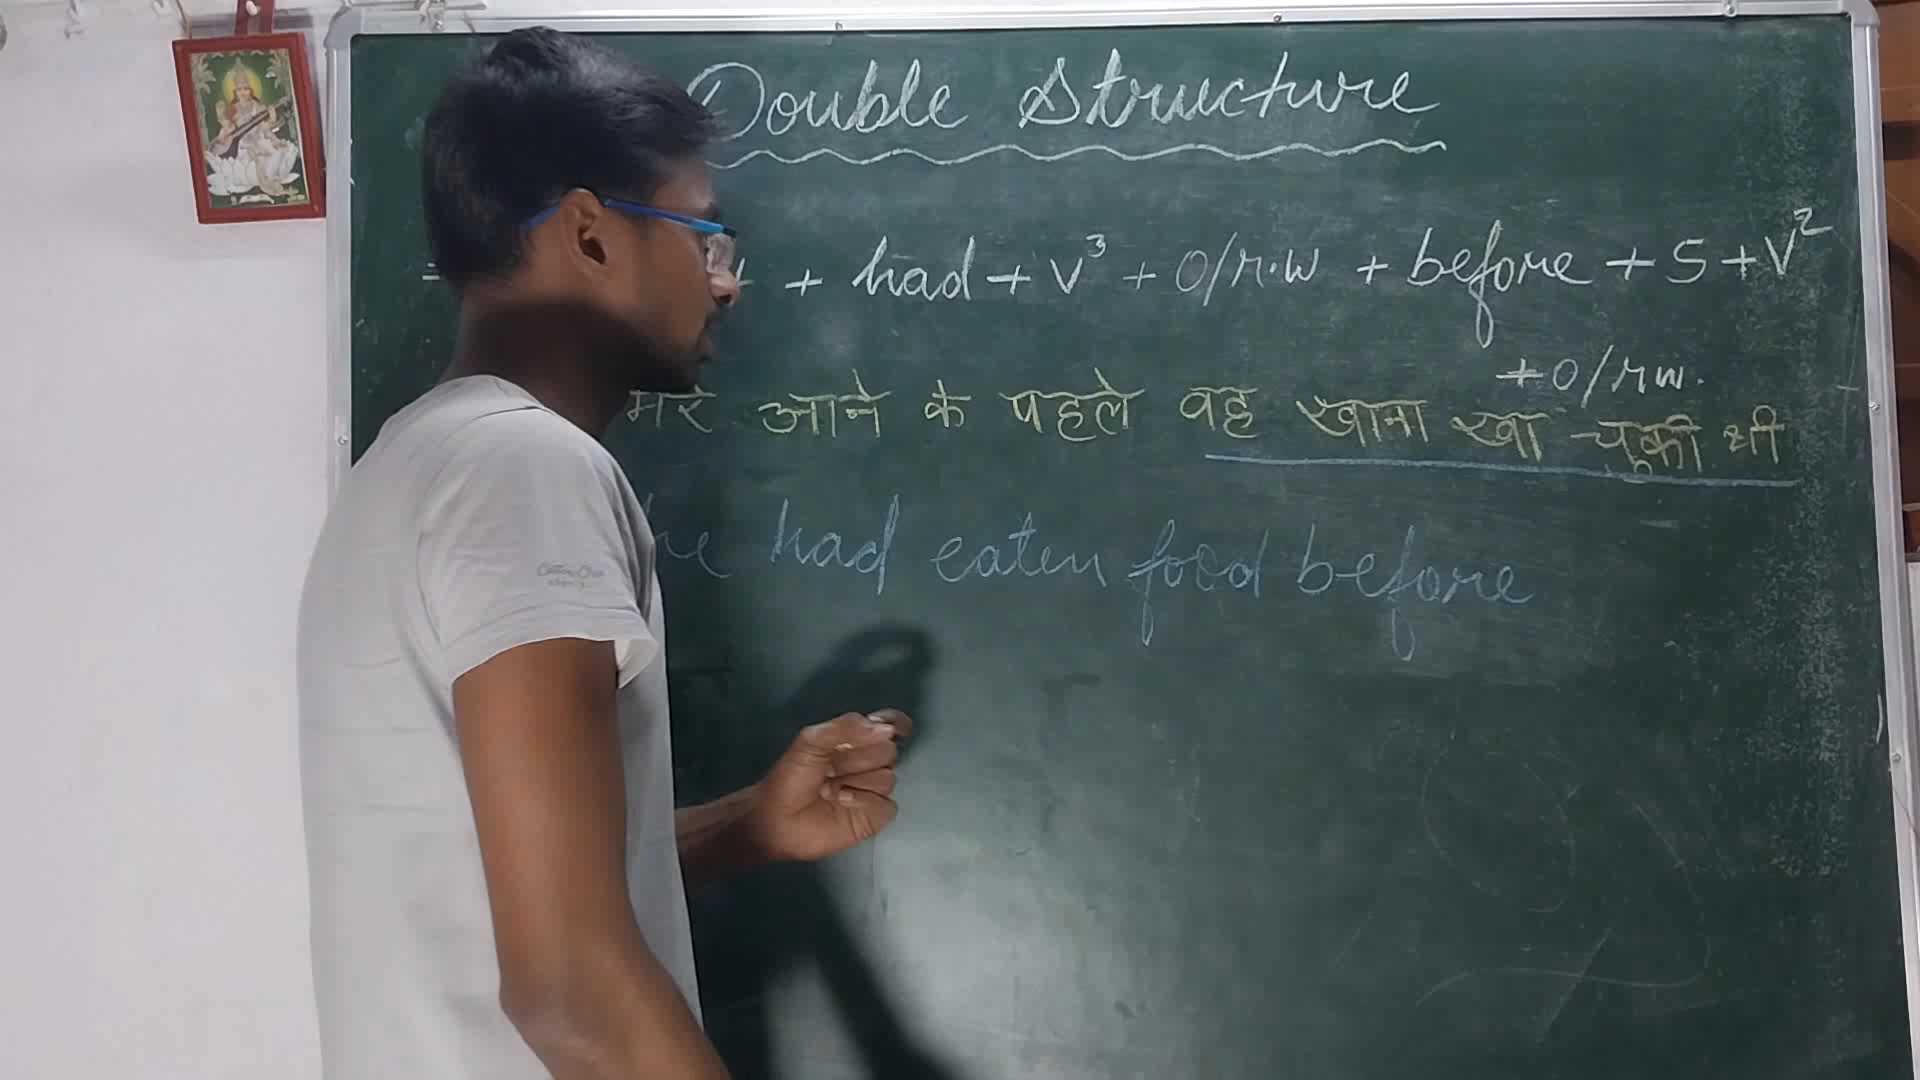 Double Structure
+ had + V³ + O/r.w + before + S + V²
+ O/r.w.
मेरे आने के पहले वह खाना खा चूकी थी
he had eaten food before